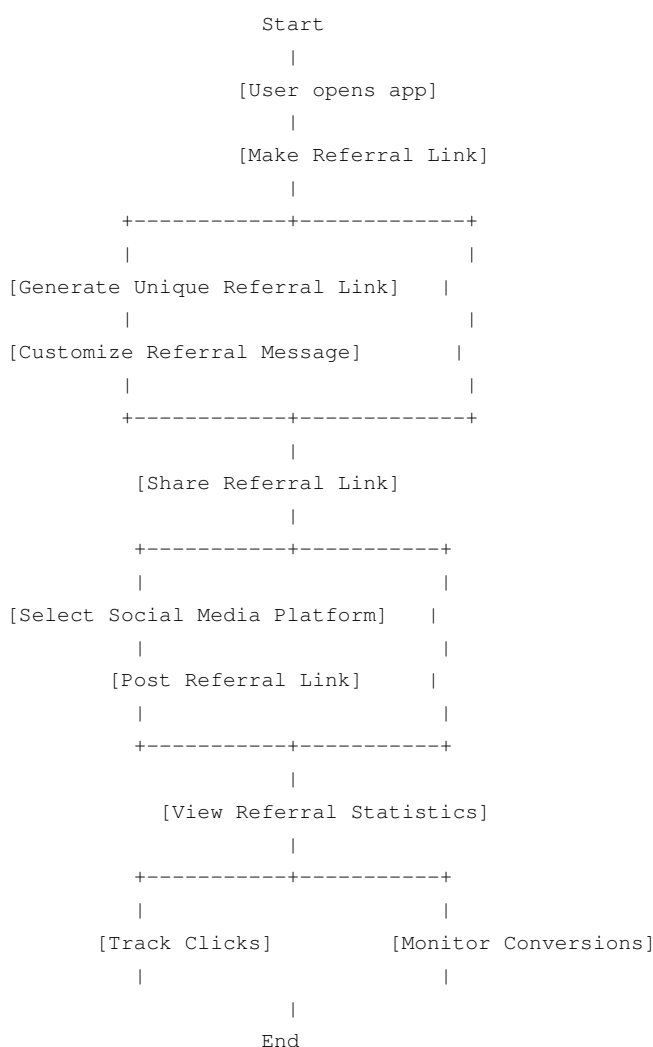 Start
[User opens app]
[Make Referral Link]
[Generate Unique Referral Link]
[Customize Referral Message]
[Share Referral Link]
[Select Social Media Platform]
[Post Referral Link]
[View Referral Statistics]
[Track Clicks] [Monitor Conversions]
End